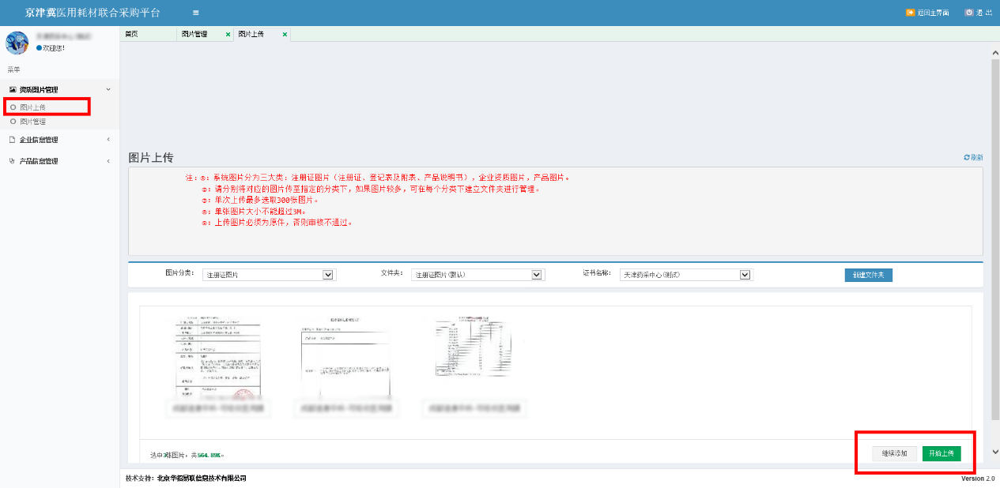 京津冀医用耗材联合采购平台
返回主界面
退 出
欢迎您!
菜单
资质图片管理
图片上传
图片管理
企业信息管理
产品信息管理
首页
图片管理
图片上传
图片上传
刷新
注:①:系统图片分为三大类:注册证图片(注册证、登记表及附表、产品说明书),企业资质图片,产品图片。
②:请分别将对应的图片传至指定的分类下,如果图片较多,可在每个分类下建立文件夹进行管理。
③:单次上传最多选取300张图片。
④:单张图片大小不能超过3M。
⑤:上传图片必须为原件,否则审核不通过。
图片分类: 注册证图片
文件夹: 注册证图片(默认)
证书名称: 天津药采中心(测试)
新建文件夹
选中3张图片,共564.89K。
继续添加
开始上传
技术支持:北京华招易联信息技术有限公司
Version 2.0